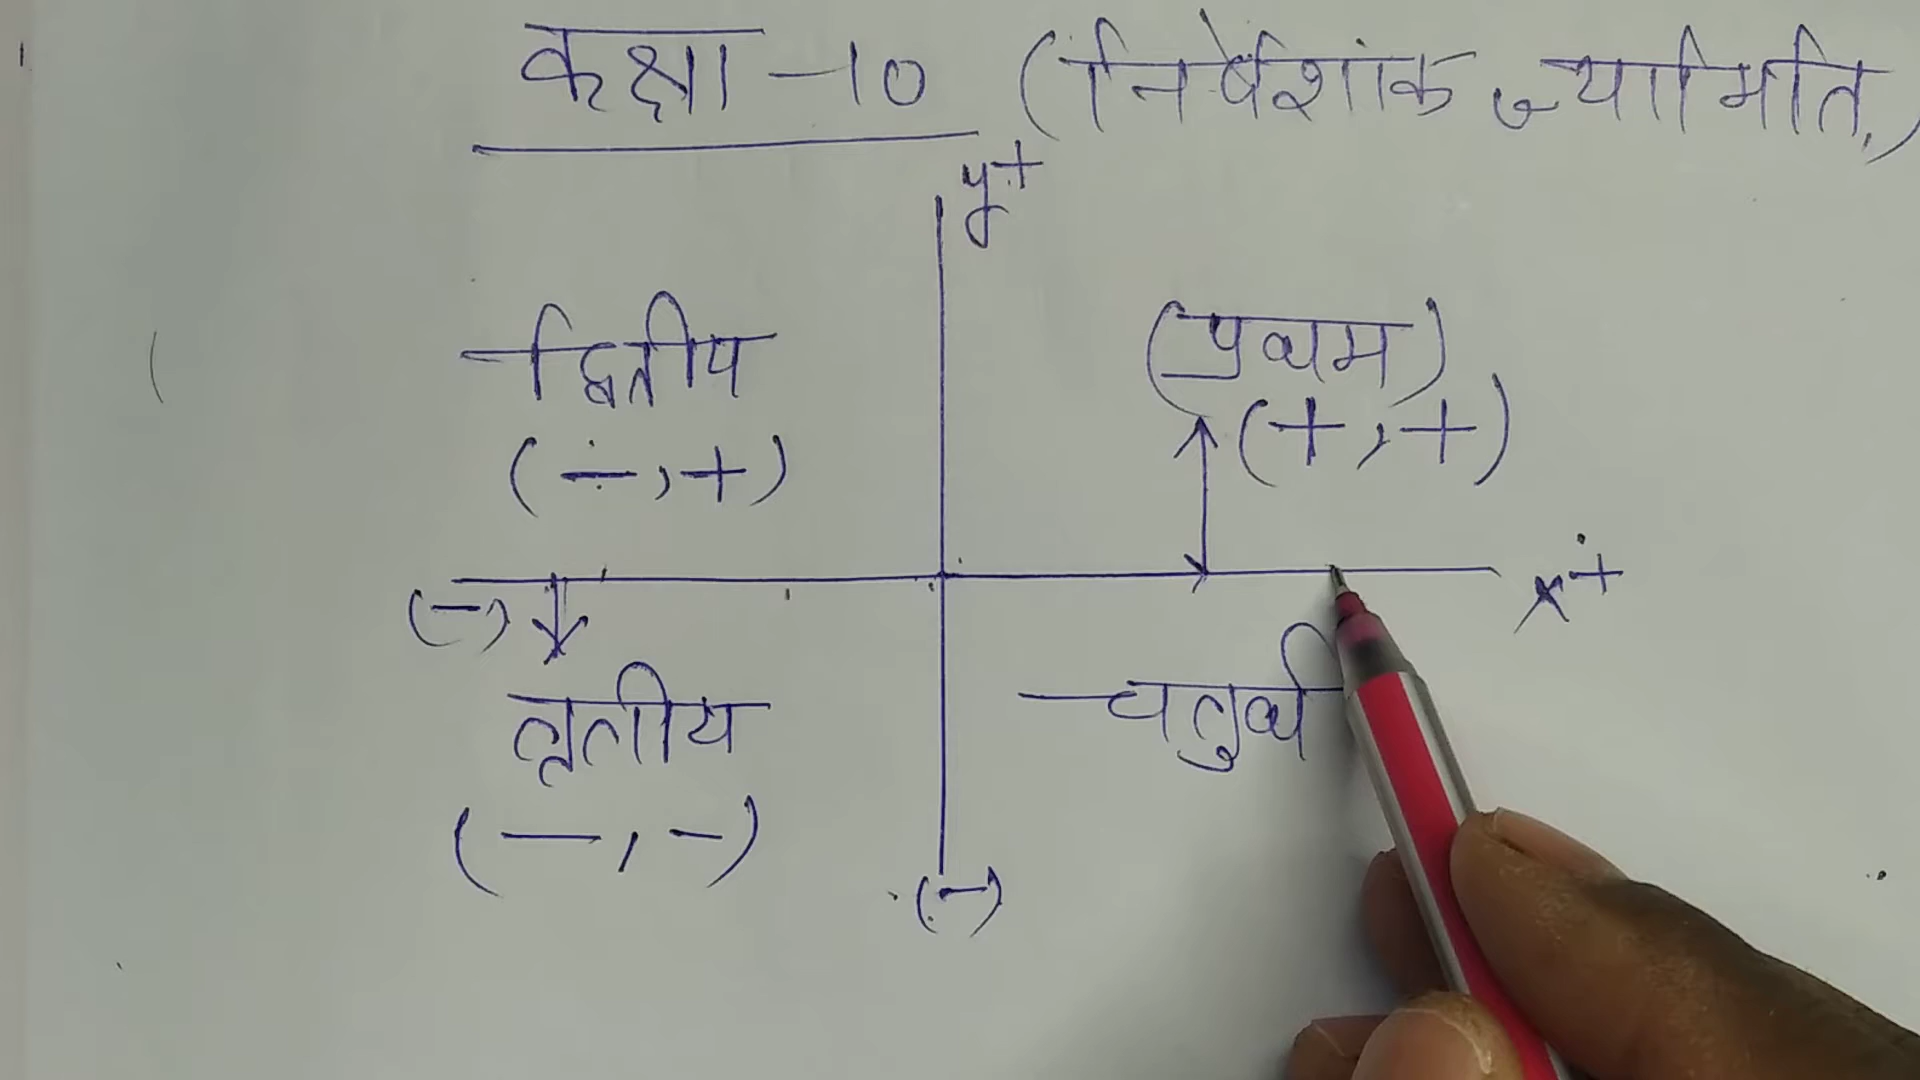 कक्षा -10 (निर्देशांक ज्यामिति)
y+
द्वितीय (प्रथम)
(-,+) (+,+)
x+
(-)
तृतीय चतुर्थ
(-,-)
(-)